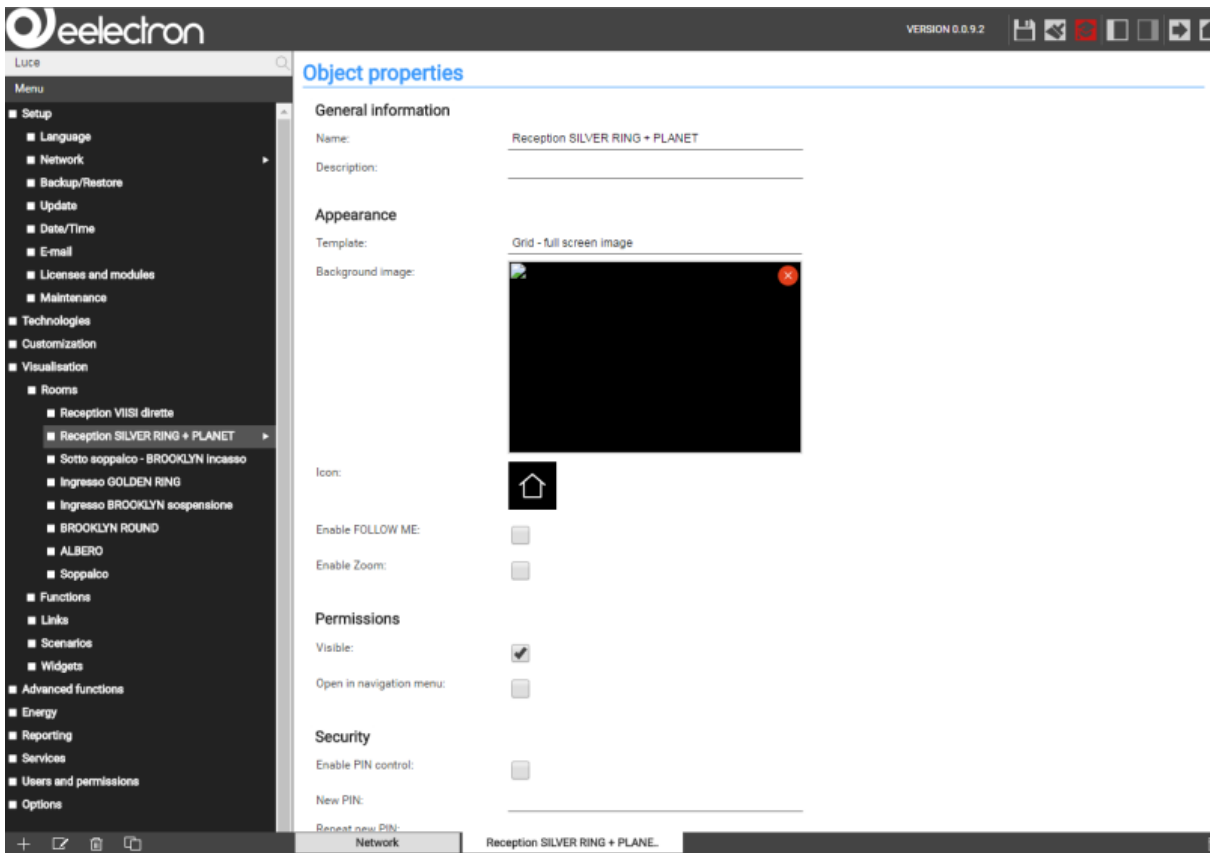 eelectron
VERSION 0.0.9.2
Luce
Menu
Setup
Language
Network
Backup/Restore
Update
Date/Time
E-mail
Licenses and modules
Maintenance
Technologies
Customization
Visualisation
Rooms
Reception VIISI dirette
Reception SILVER RING + PLANET
Sotto soppalco - BROOKLYN incasso
Ingresso GOLDEN RING
Ingresso BROOKLYN sospensione
BROOKLYN ROUND
ALBERO
Soppalco
Functions
Links
Scenarios
Widgets
Advanced functions
Energy
Reporting
Services
Users and permissions
Options
Object properties
General information
Name: Reception SILVER RING + PLANET
Description:
Appearance
Template: Grid - full screen image
Background image:
Icon:
Enable FOLLOW ME:
Enable Zoom:
Permissions
Visible:
Open in navigation menu:
Security
Enable PIN control:
New PIN:
Repeat new PIN:
Network
Reception SILVER RING + PLANE...